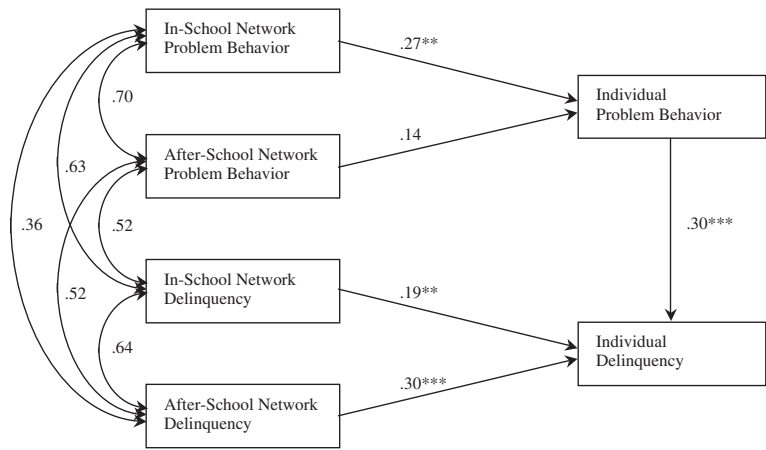 In-School Network
Problem Behavior
.27**
Individual
Problem Behavior
.70
.14
After-School Network
Problem Behavior
.63
.36
.52
.30***
In-School Network
Delinquency
.52
.19**
Individual
Delinquency
.64
.30***
After-School Network
Delinquency